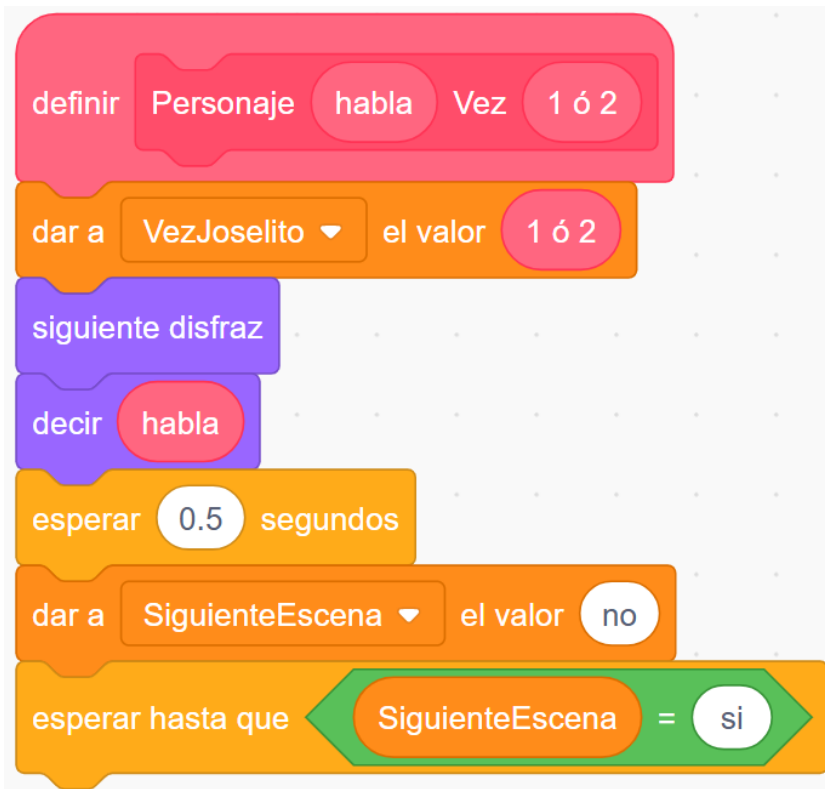 definir Personaje habla Vez 1 ó 2
dar a VezJoselito el valor 1 ó 2
siguiente disfraz
decir habla
esperar 0.5 segundos
dar a SiguienteEscena el valor no
esperar hasta que SiguienteEscena = si